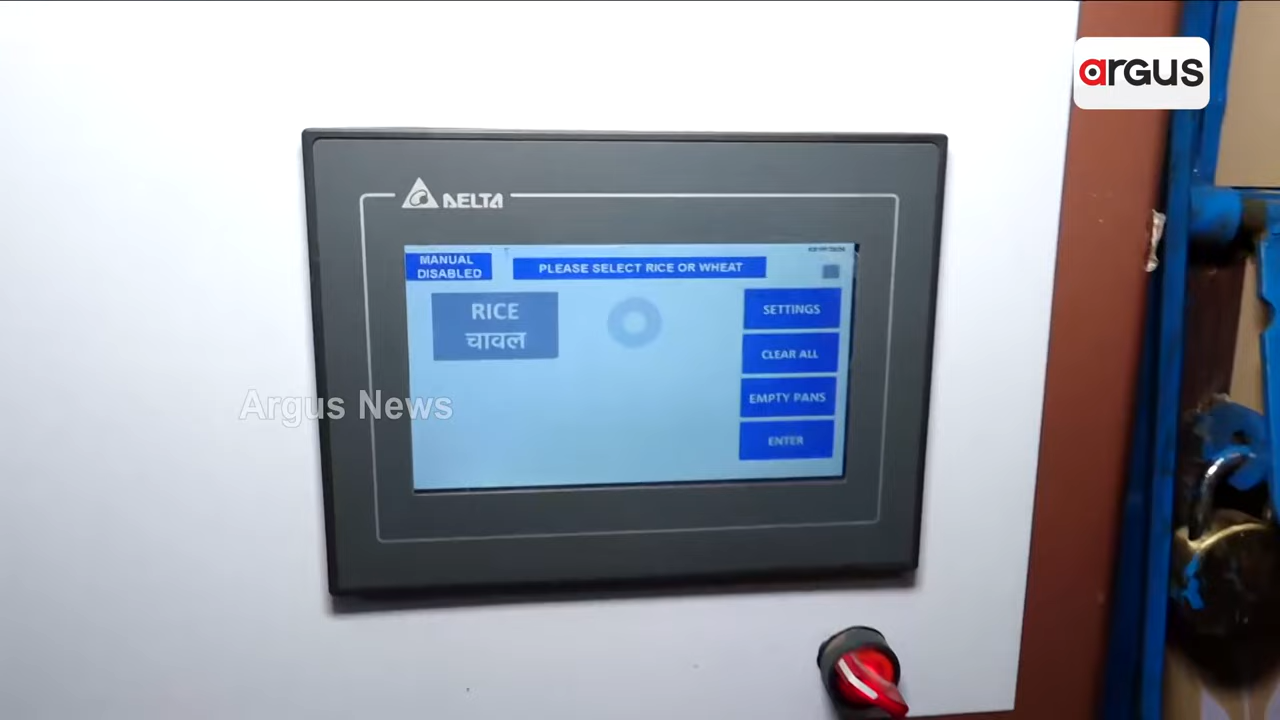 argus
DELTA
MANUAL
DISABLED
PLEASE SELECT RICE OR WHEAT
RICE
चावल
SETTINGS
CLEAR ALL
EMPTY PANS
ENTER
Argus News